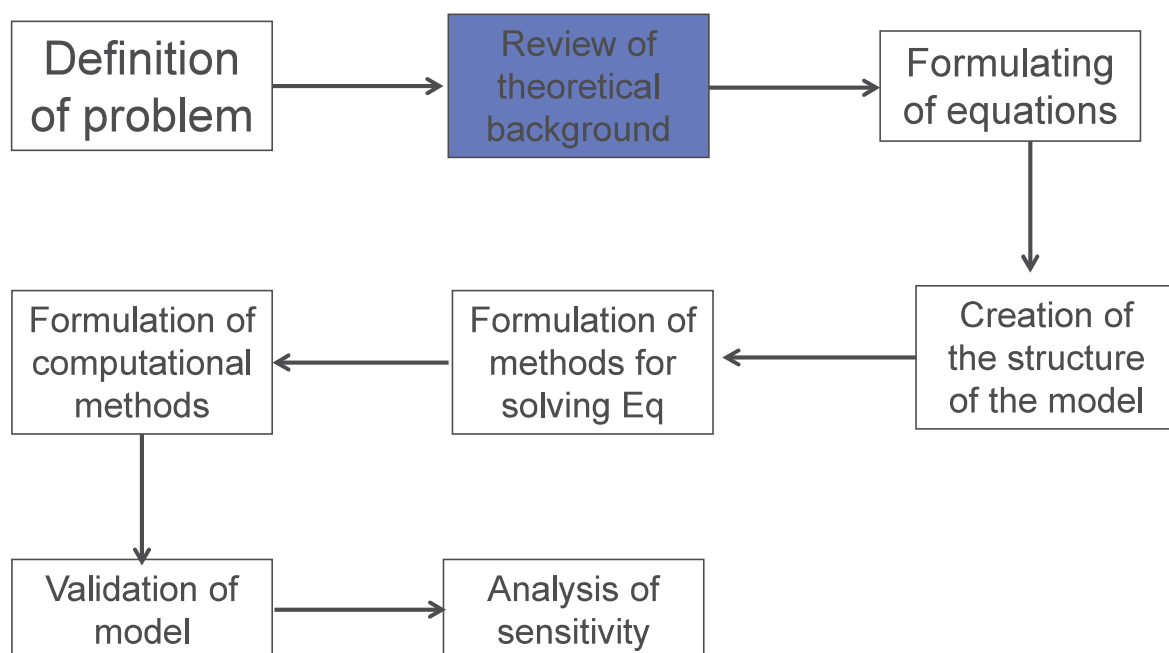 Definition
of problem
Review of
theoretical
background
Formulating
of equations
Creation of
the structure
of the model
Formulation of
methods for
solving Eq
Formulation of
computational
methods
Validation of
model
Analysis of
sensitivity